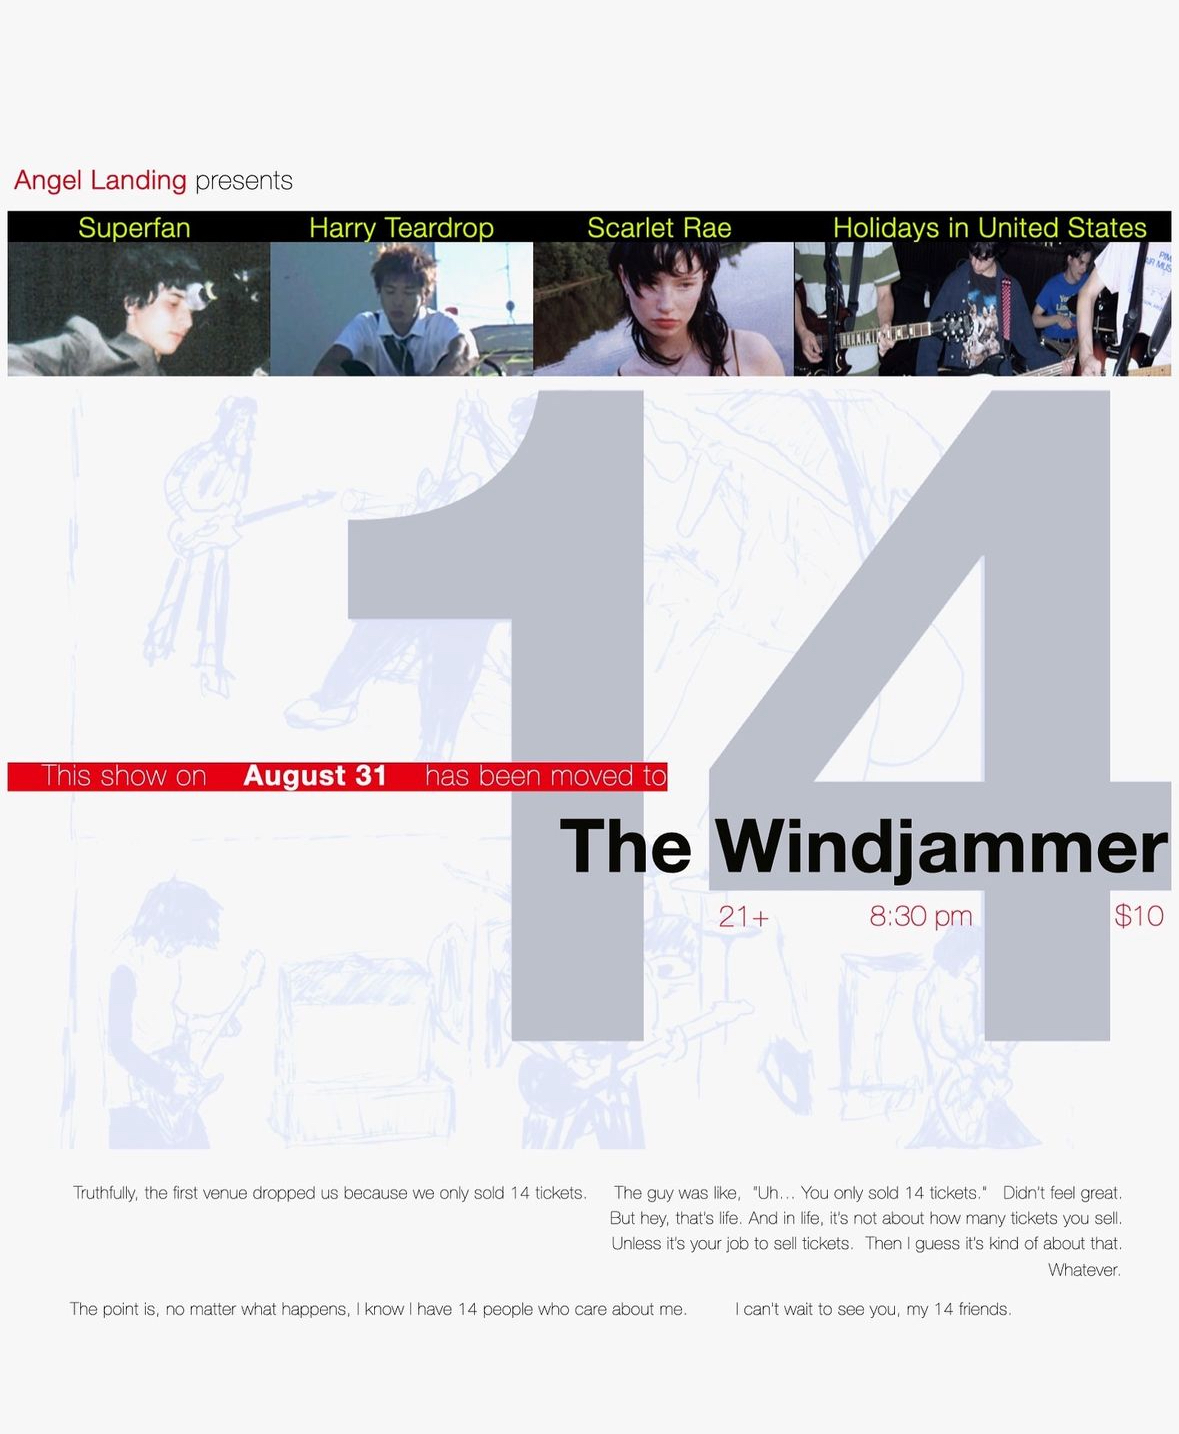 Angel Landing presents
Superfan Harry Teardrop Scarlet Rae Holidays in United States
14
This show on August 31 has been moved to
The Windjammer
21+ 8:30 pm $10
Truthfully, the first venue dropped us because we only sold 14 tickets. The guy was like, "Uh... You only sold 14 tickets." Didn't feel great.
But hey, that's life. And in life, it's not about how many tickets you sell.
Unless it's your job to sell tickets. Then I guess it's kind of about that.
Whatever.
The point is, no matter what happens, I know I have 14 people who care about me. I can't wait to see you, my 14 friends.